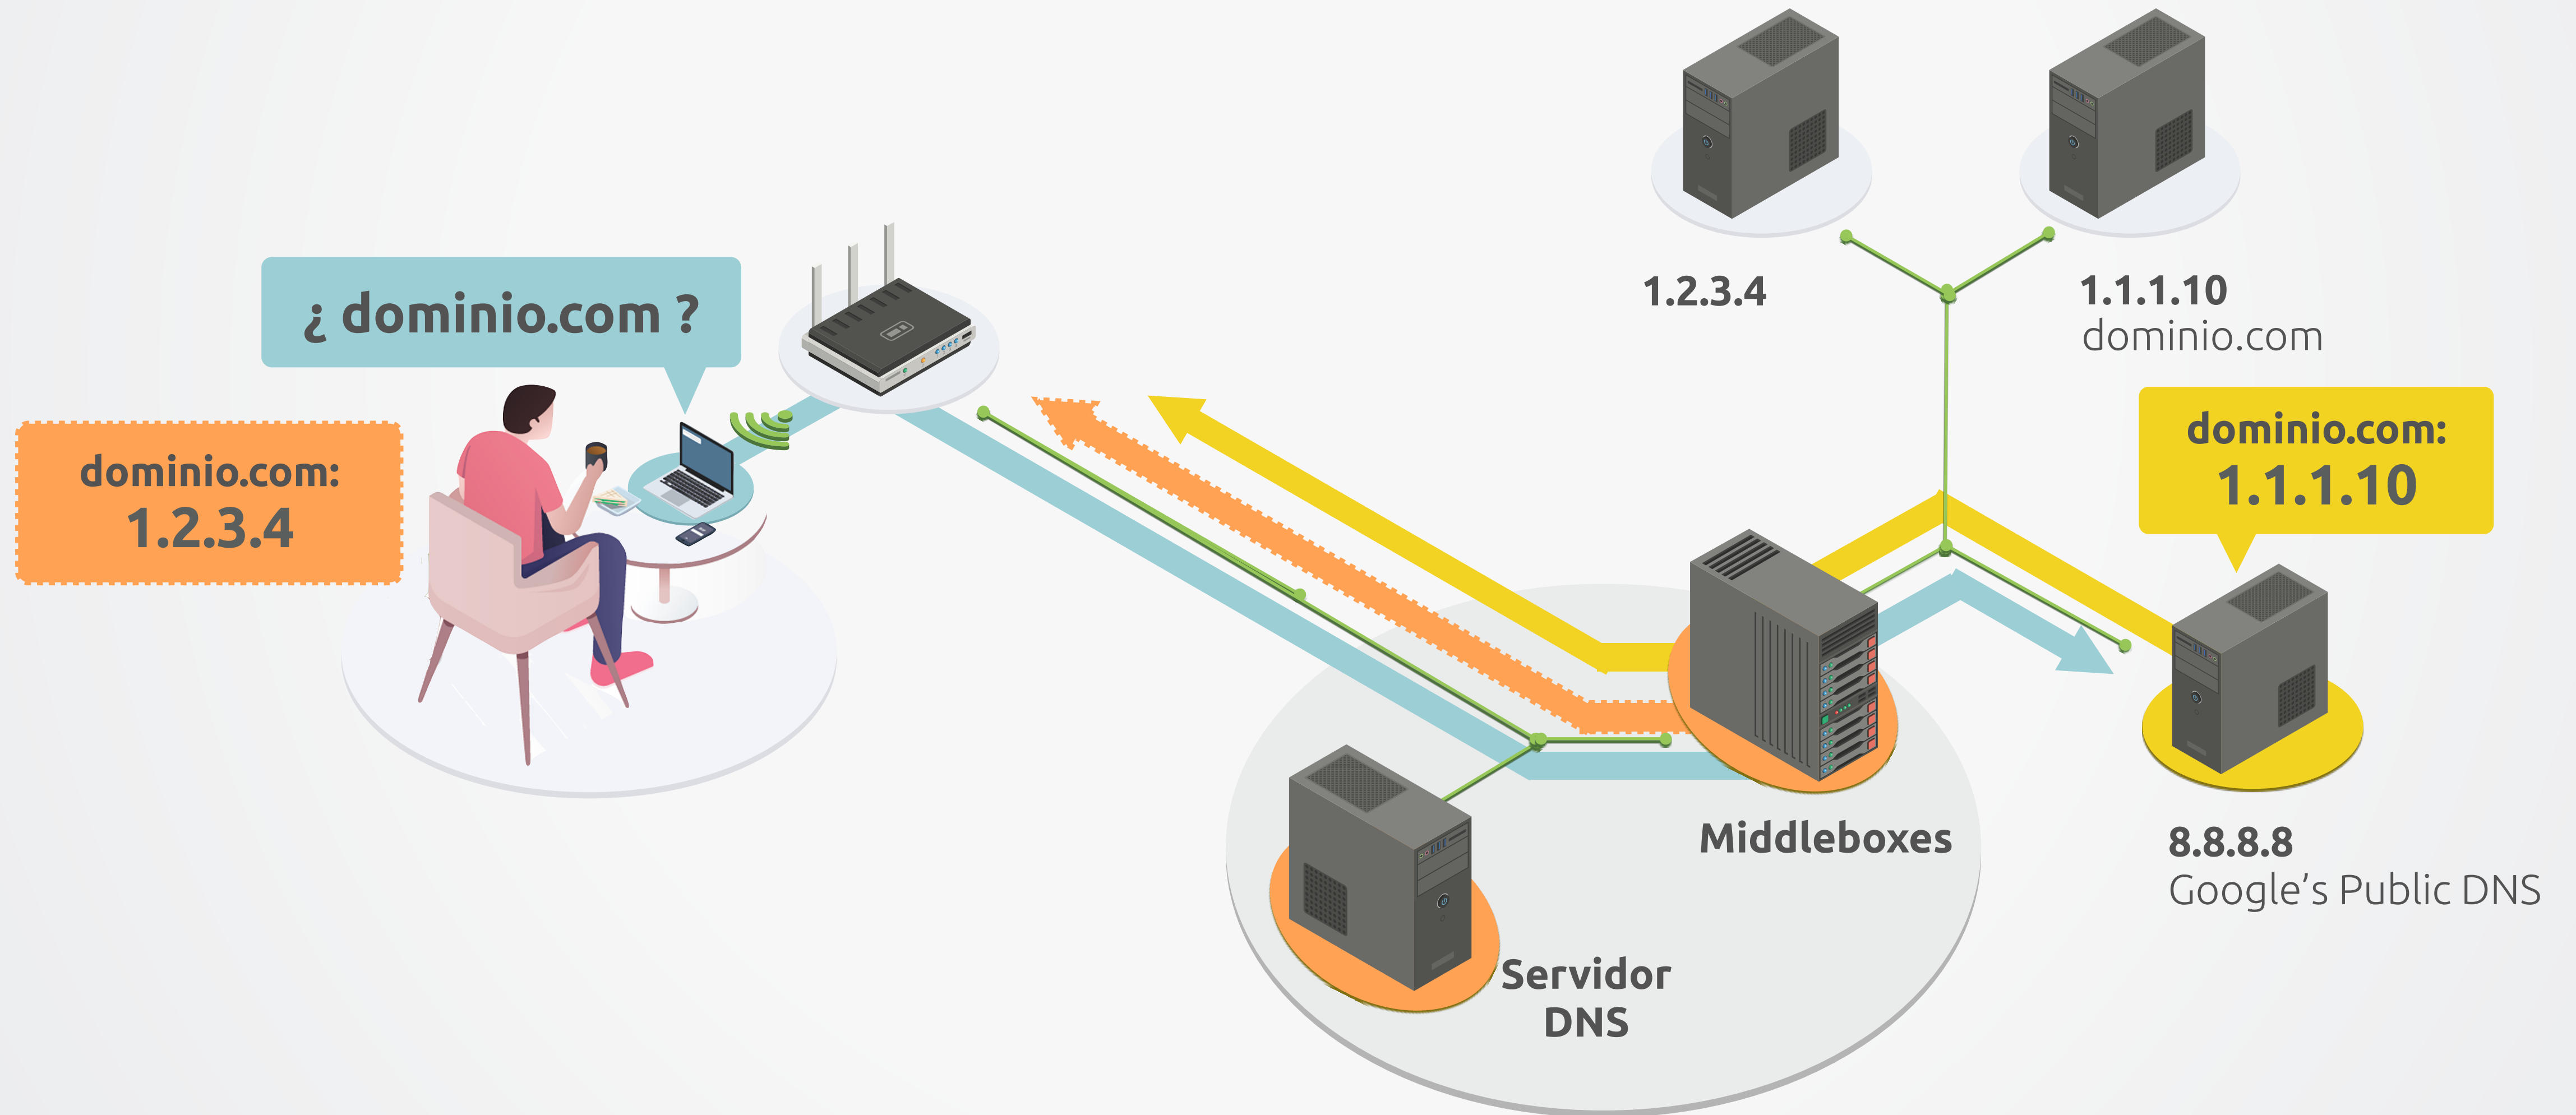 ¿ dominio.com ?
dominio.com:
1.2.3.4
1.2.3.4
1.1.1.10
dominio.com
dominio.com:
1.1.1.10
Middleboxes
8.8.8.8
Google's Public DNS
Servidor
DNS